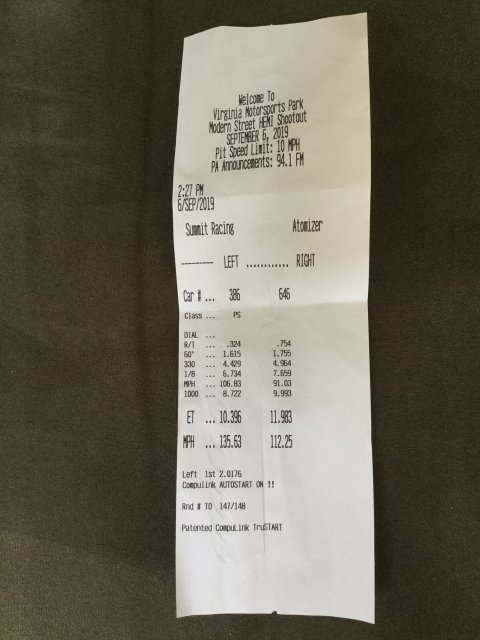 Welcome To
Virginia Motorsports Park
Modern Street HEMI Shootout
SEPTEMBER 6, 2019
Pit Speed Limit: 10 MPH
PA Announcements: 94.1 FM
2:27 PM
6/SEP/2019
Summit Racing Atomizer
--------- LEFT ............ RIGHT
Car # ... 386 646
Class ... PS
DIAL ...
R/T ... .324 .754
60' ... 1.615 1.755
330 ... 4.429 4.964
1/8 ... 6.734 7.659
MPH ... 106.83 91.03
1000 ... 8.722 9.993
ET ... 10.396 11.983
MPH ... 135.63 112.25
Left 1st 2.0176
Compulink AUTOSTART ON !!
Rnd # TO 147/148
Patented CompuLink TruSTART